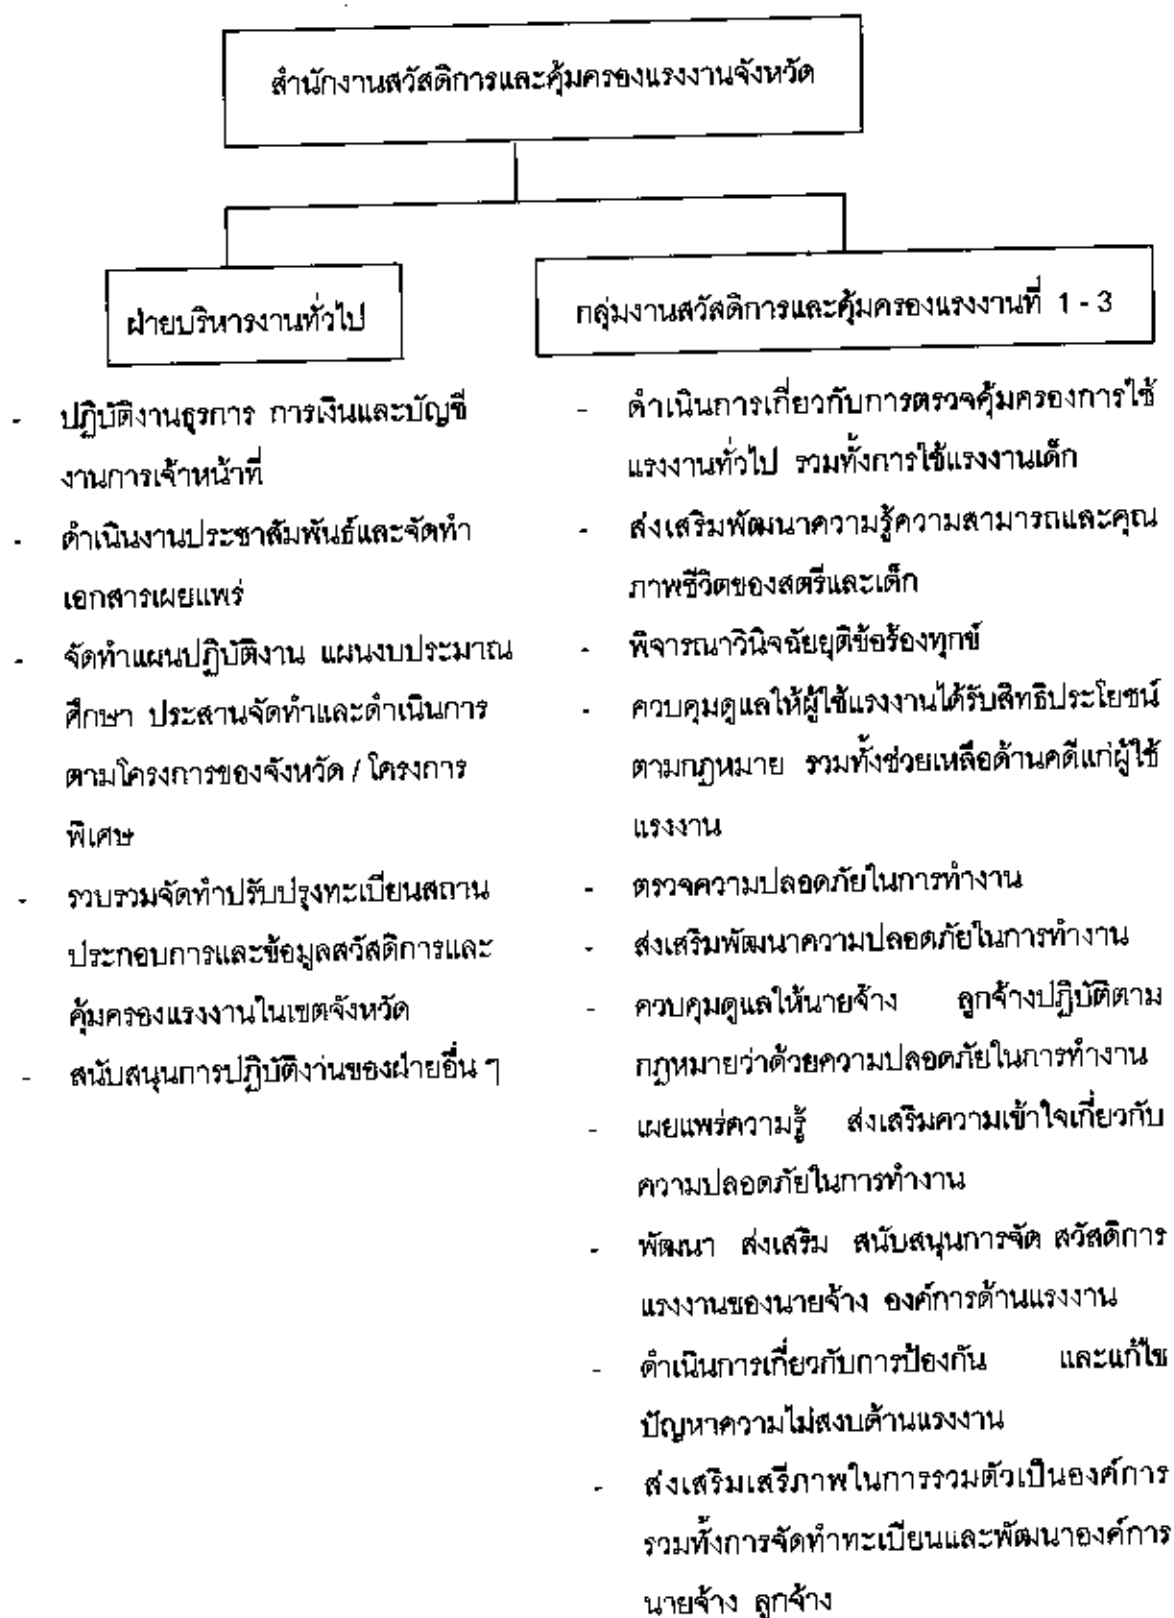 สำนักงานสวัสดิการและคุ้มครองแรงงานจังหวัด
ฝ่ายบริหารงานทั่วไป
- ปฏิบัติงานธุรการ การเงินและบัญชี
งานการเจ้าหน้าที่
- ดำเนินงานประชาสัมพันธ์และจัดทำ
เอกสารเผยแพร่
- จัดทำแผนปฏิบัติงาน แผนงบประมาณ
ศึกษา ประสานจัดทำและดำเนินการ
ตามโครงการของจังหวัด / โครงการ
พิเศษ
- รวบรวมจัดทำปรับปรุงทะเบียนสถาน
ประกอบการและข้อมูลสวัสดิการและ
คุ้มครองแรงงานในเขตจังหวัด
- สนับสนุนการปฏิบัติงานของฝ่ายอื่น ๆ
กลุ่มงานสวัสดิการและคุ้มครองแรงงานที่ 1 - 3
- ดำเนินการเกี่ยวกับการตรวจคุ้มครองการใช้
แรงงานทั่วไป รวมทั้งการใช้แรงงานเด็ก
- ส่งเสริมพัฒนาความรู้ความสามารถและคุณ
ภาพชีวิตของสตรีและเด็ก
- พิจารณาวินิจฉัยยุติข้อร้องทุกข์
- ควบคุมดูแลให้ผู้ใช้แรงงานได้รับสิทธิประโยชน์
ตามกฎหมาย รวมทั้งช่วยเหลือด้านคดีแก่ผู้ใช้
แรงงาน
- ตรวจความปลอดภัยในการทำงาน
- ส่งเสริมพัฒนาความปลอดภัยในการทำงาน
- ควบคุมดูแลให้นายจ้าง ลูกจ้างปฏิบัติตาม
กฎหมายว่าด้วยความปลอดภัยในการทำงาน
- เผยแพร่ความรู้ ส่งเสริมความเข้าใจเกี่ยวกับ
ความปลอดภัยในการทำงาน
- พัฒนา ส่งเสริม สนับสนุนการจัด สวัสดิการ
แรงงานของนายจ้าง องค์การด้านแรงงาน
- ดำเนินการเกี่ยวกับการป้องกัน และแก้ไข
ปัญหาความไม่สงบด้านแรงงาน
- ส่งเสริมเสรีภาพในการรวมตัวเป็นองค์การ
รวมทั้งการจัดทำทะเบียนและพัฒนาองค์การ
นายจ้าง ลูกจ้าง